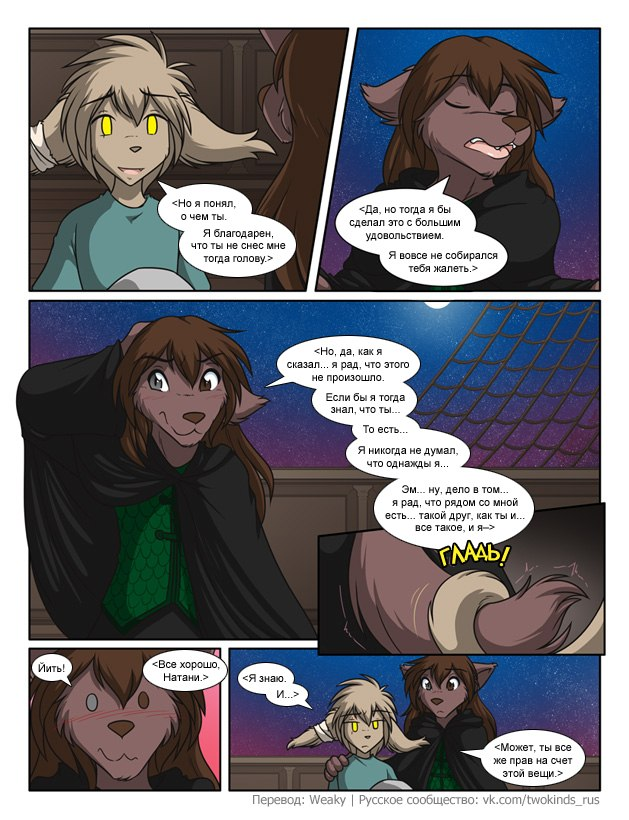 <Но я понял,
о чем ты.
Я благодарен,
что ты не снес мне
тогда голову.>
<Да, но тогда я бы
сделал это с большим
удовольствием.
Я вовсе не собирался
тебя жалеть.>
<Но, да, как я
сказал... я рад, что этого
не произошло.
Если бы я тогда
знал, что ты...
То есть...
Я никогда не думал,
что однажды я...
Эм... ну, дело в том...
я рад, что рядом со мной
есть... такой друг, как ты и...
все такое, и я—>
ГЛАДЬ!
Йить!
<Все хорошо,
Натани.>
<Я знаю.
И...>
<Может, ты все
же прав на счет
этой вещи.>
Перевод: Weaky | Русское сообщество: vk.com/twokinds_rus